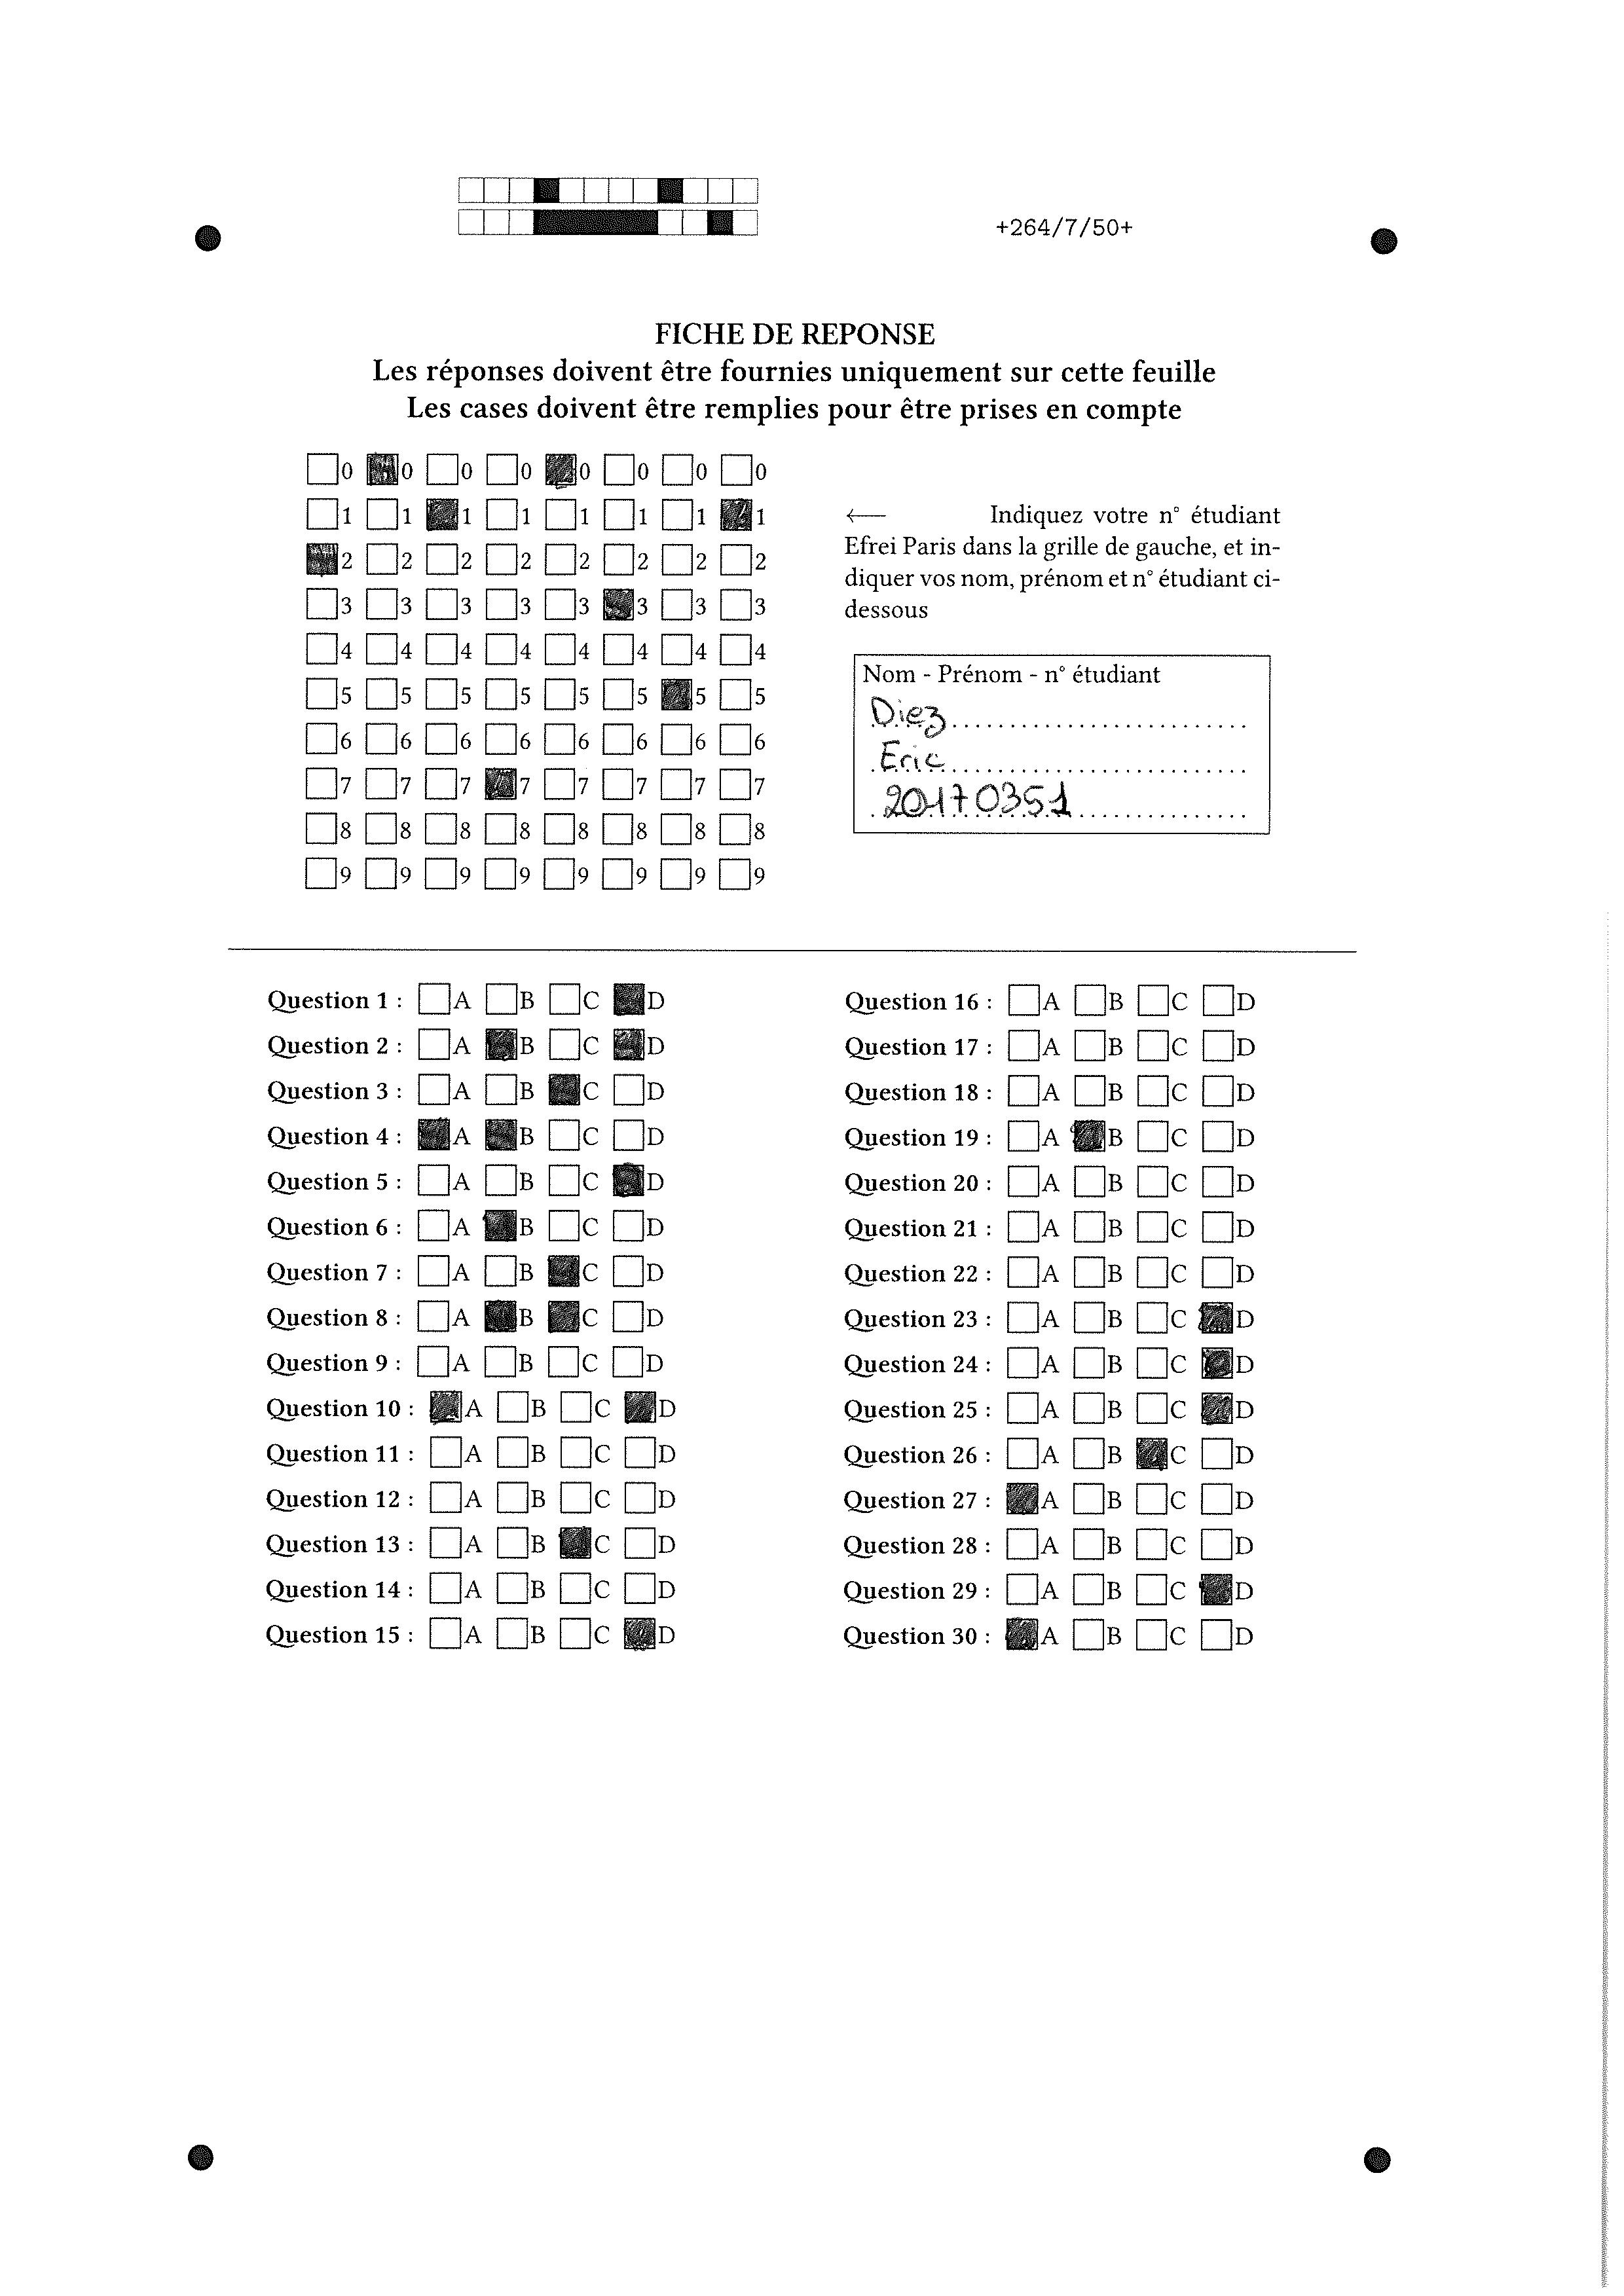 +264/7/50+
FICHE DE REPONSE
Les réponses doivent être fournies uniquement sur cette feuille
Les cases doivent être remplies pour être prises en compte
0 0 0 0 0 0 0 0
1 1 1 1 1 1 1 1
2 2 2 2 2 2 2 2
3 3 3 3 3 3 3 3
4 4 4 4 4 4 4 4
5 5 5 5 5 5 5 5
6 6 6 6 6 6 6 6
7 7 7 7 7 7 7 7
8 8 8 8 8 8 8 8
9 9 9 9 9 9 9 9
← Indiquez votre n° étudiant
Efrei Paris dans la grille de gauche, et in-
diquer vos nom, prénom et n° étudiant ci-
dessous
Nom - Prénom - n° étudiant
Diez
Eric
20170351
Question 1 : A B C D
Question 2 : A B C D
Question 3 : A B C D
Question 4 : A B C D
Question 5 : A B C D
Question 6 : A B C D
Question 7 : A B C D
Question 8 : A B C D
Question 9 : A B C D
Question 10 : A B C D
Question 11 : A B C D
Question 12 : A B C D
Question 13 : A B C D
Question 14 : A B C D
Question 15 : A B C D
Question 16 : A B C D
Question 17 : A B C D
Question 18 : A B C D
Question 19 : A B C D
Question 20 : A B C D
Question 21 : A B C D
Question 22 : A B C D
Question 23 : A B C D
Question 24 : A B C D
Question 25 : A B C D
Question 26 : A B C D
Question 27 : A B C D
Question 28 : A B C D
Question 29 : A B C D
Question 30 : A B C D